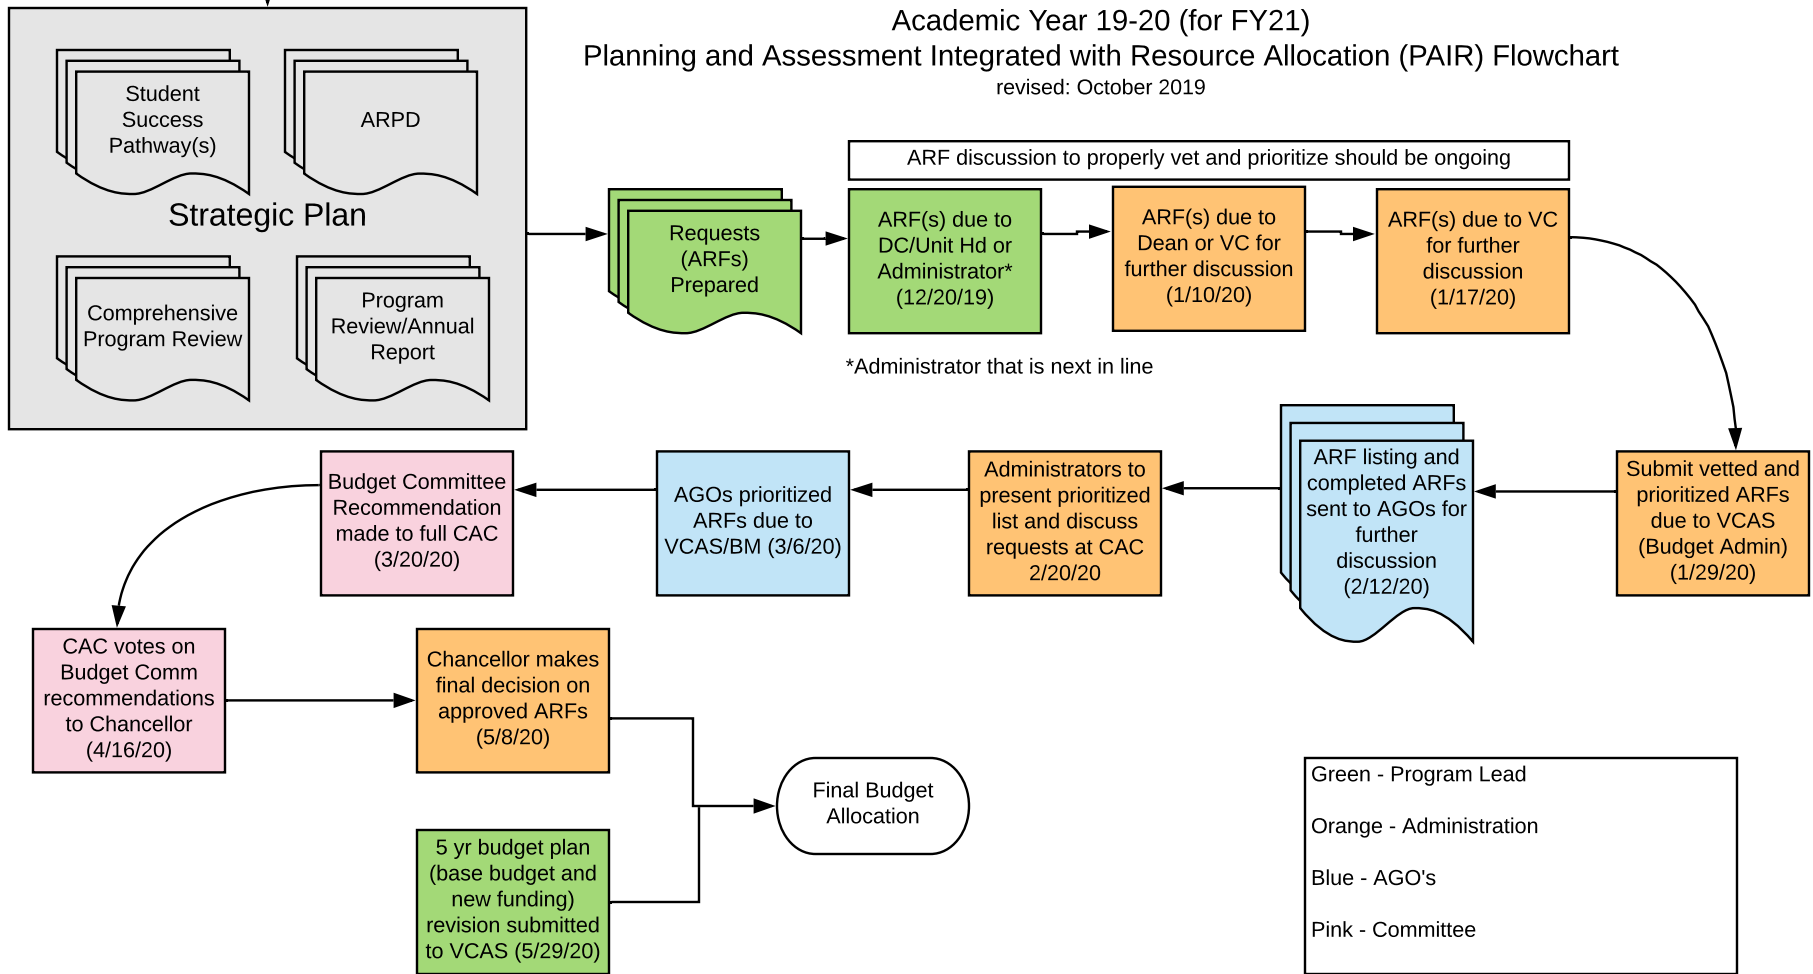 Academic Year 19-20 (for FY21)
Planning and Assessment Integrated with Resource Allocation (PAIR) Flowchart
revised: October 2019
Student
Success
Pathway(s)
ARPD
Strategic Plan
Comprehensive
Program Review
Program
Review/Annual
Report
ARF discussion to properly vet and prioritize should be ongoing
Requests
(ARFs)
Prepared
ARF(s) due to
DC/Unit Hd or
Administrator*
(12/20/19)
ARF(s) due to
Dean or VC for
further discussion
(1/10/20)
ARF(s) due to VC
for further
discussion
(1/17/20)
*Administrator that is next in line
Submit vetted and
prioritized ARFs
due to VCAS
(Budget Admin)
(1/29/20)
ARF listing and
completed ARFs
sent to AGOs for
further
discussion
(2/12/20)
Administrators to
present prioritized
list and discuss
requests at CAC
2/20/20
AGOs prioritized
ARFs due to
VCAS/BM (3/6/20)
Budget Committee
Recommendation
made to full CAC
(3/20/20)
CAC votes on
Budget Comm
recommendations
to Chancellor
(4/16/20)
Chancellor makes
final decision on
approved ARFs
(5/8/20)
5 yr budget plan
(base budget and
new funding)
revision submitted
to VCAS (5/29/20)
Final Budget
Allocation
Green - Program Lead
Orange - Administration
Blue - AGO's
Pink - Committee